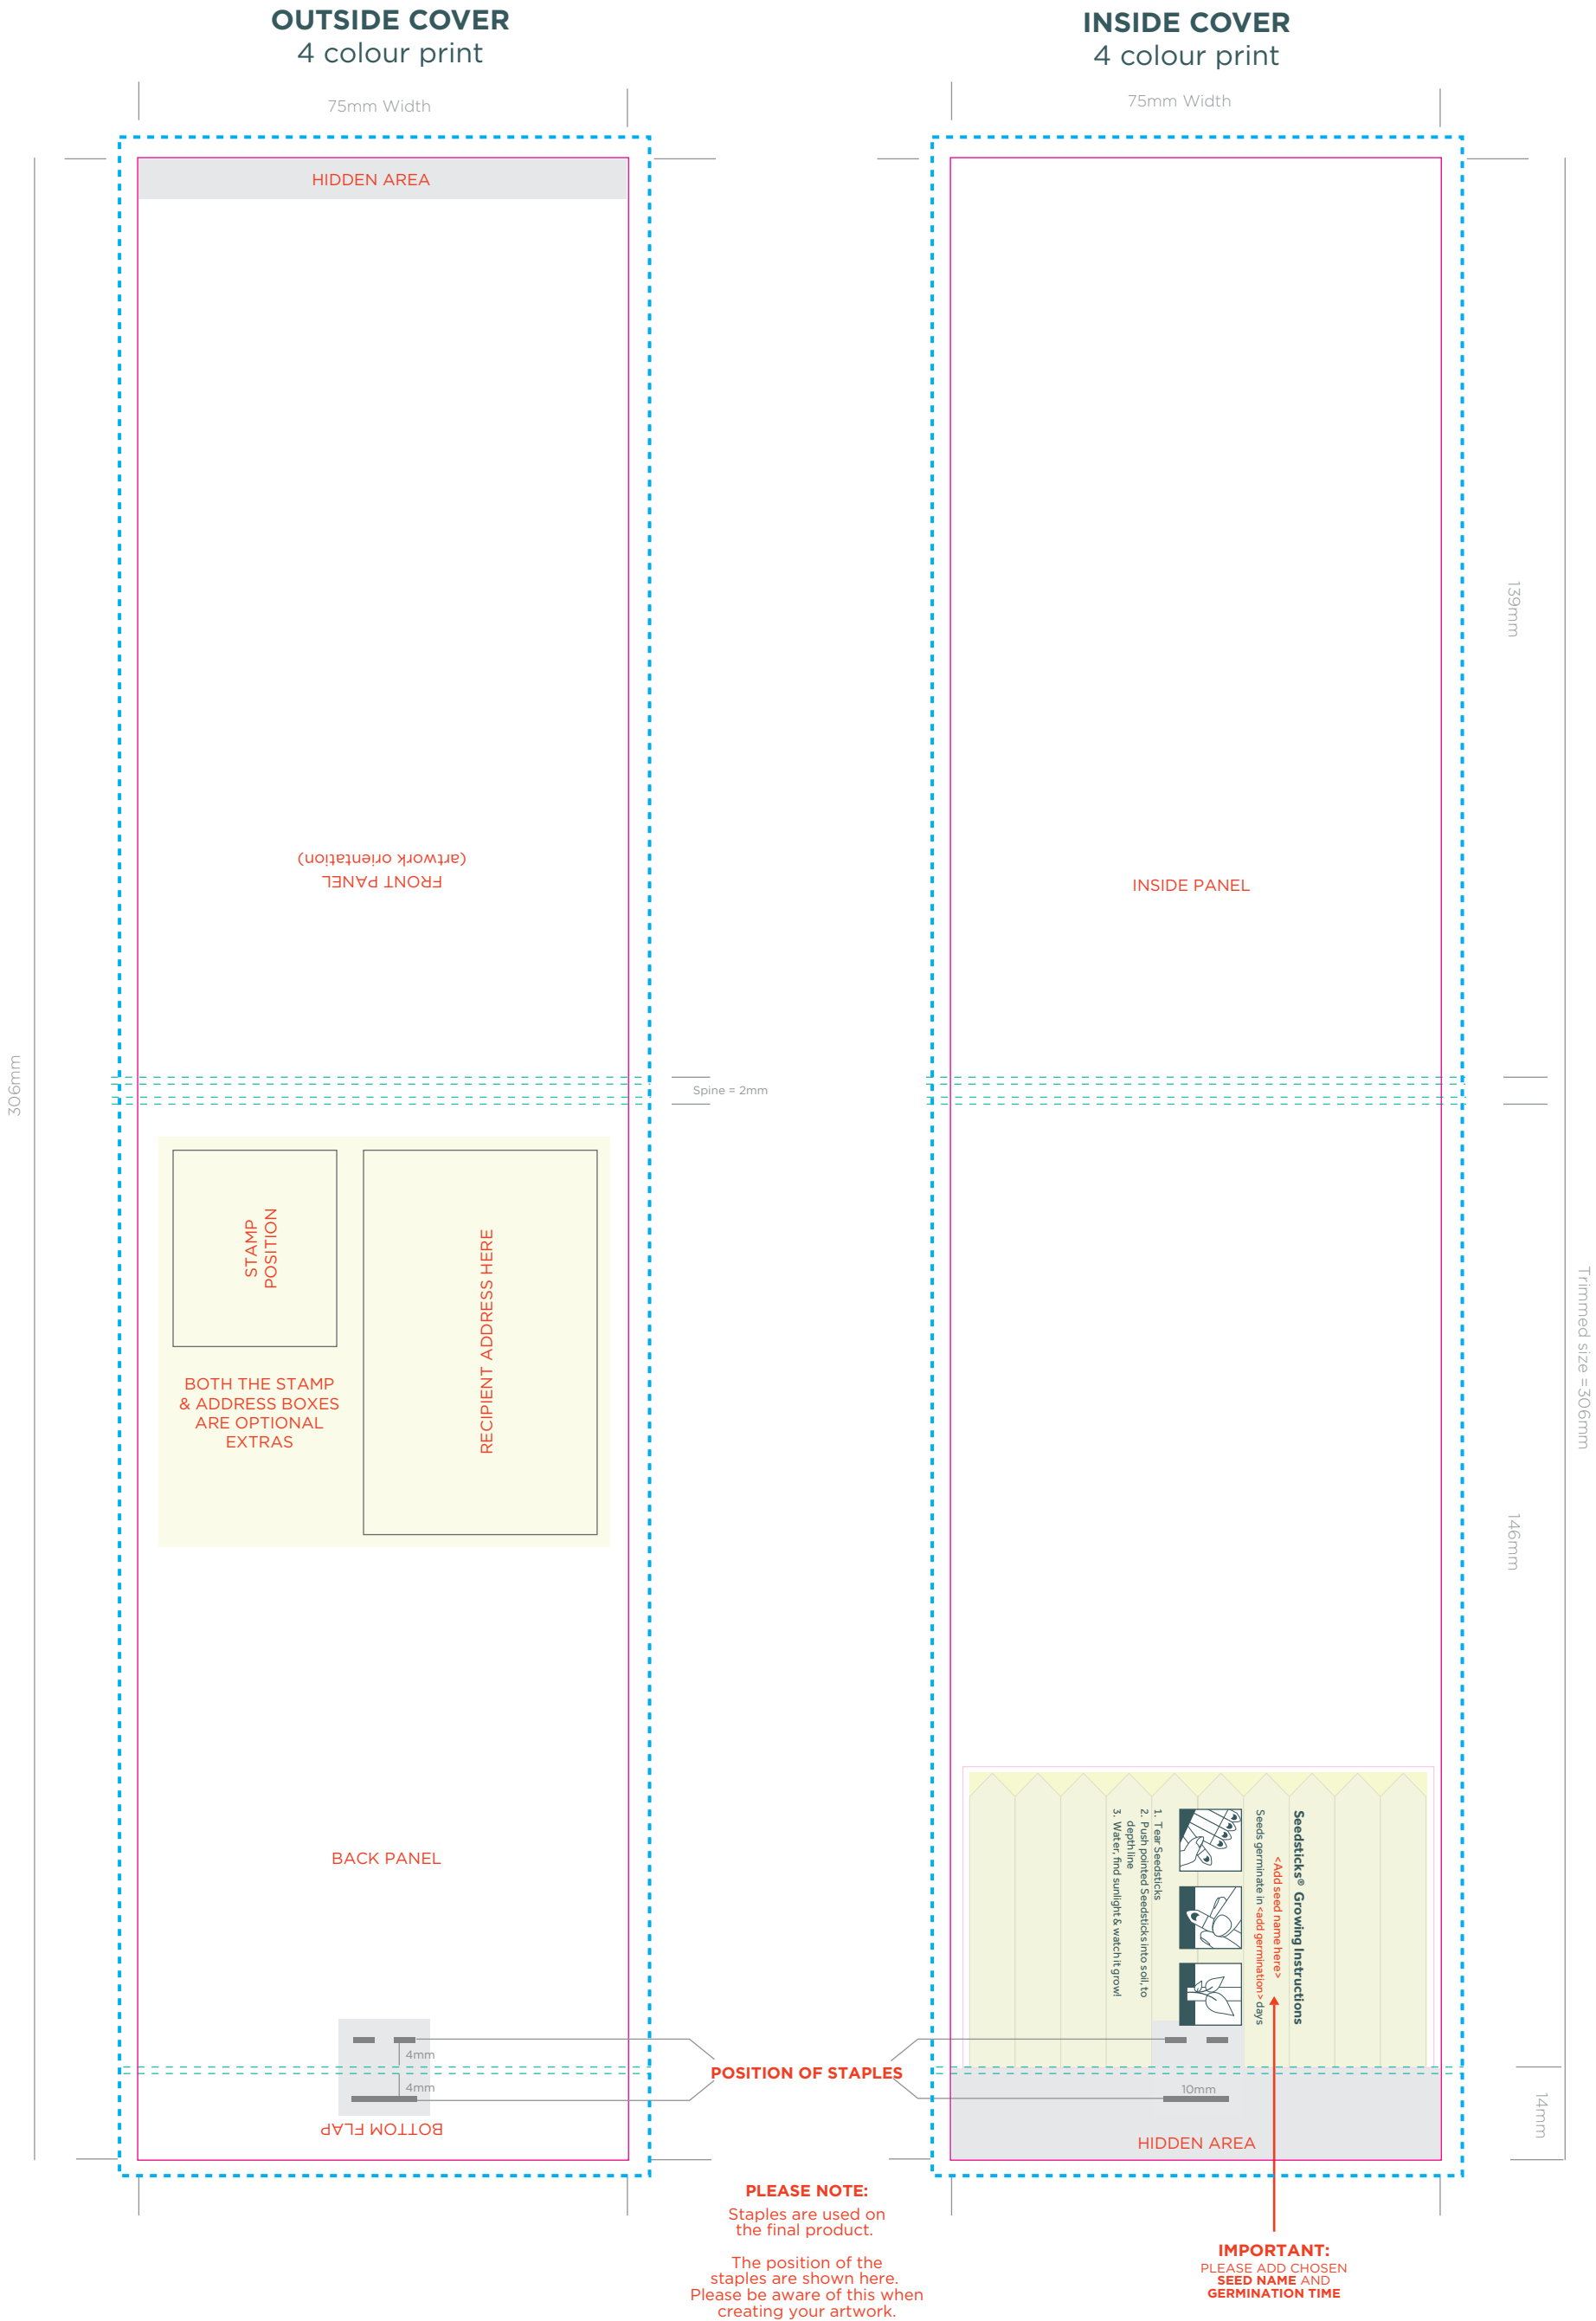 OUTSIDE COVER
4 colour print
INSIDE COVER
4 colour print
75mm Width
75mm Width
HIDDEN AREA
139mm
(artwork orientation)
FRONT PANEL
INSIDE PANEL
306mm
Spine = 2mm
STAMP
POSITION
RECIPIENT ADDRESS HERE
BOTH THE STAMP
& ADDRESS BOXES
ARE OPTIONAL
EXTRAS
Trimmed size =306mm
146mm
BACK PANEL
Seedsticks® Growing Instructions
<Add seed name here>
Seeds germinate in <add germination> days
1. Tear Seedsticks
2. Push pointed Seedsticks into soil, to
depth line
3. Water, find sunlight & watch it grow!
4mm
4mm
POSITION OF STAPLES
10mm
BOTTOM FLAP
14mm
HIDDEN AREA
PLEASE NOTE:
Staples are used on
the final product.
The position of the
staples are shown here.
Please be aware of this when
creating your artwork.
IMPORTANT:
PLEASE ADD CHOSEN
SEED NAME AND
GERMINATION TIME